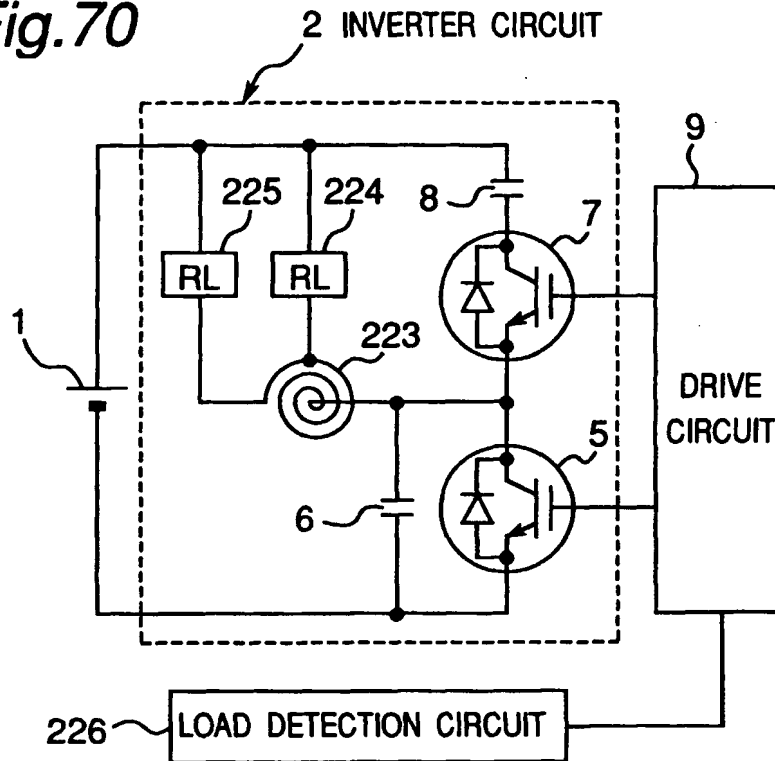 Fig.70
2 INVERTER CIRCUIT
9
225
224
8
7
RL
RL
1
223
DRIVE
CIRCUIT
5
6
226
LOAD DETECTION CIRCUIT